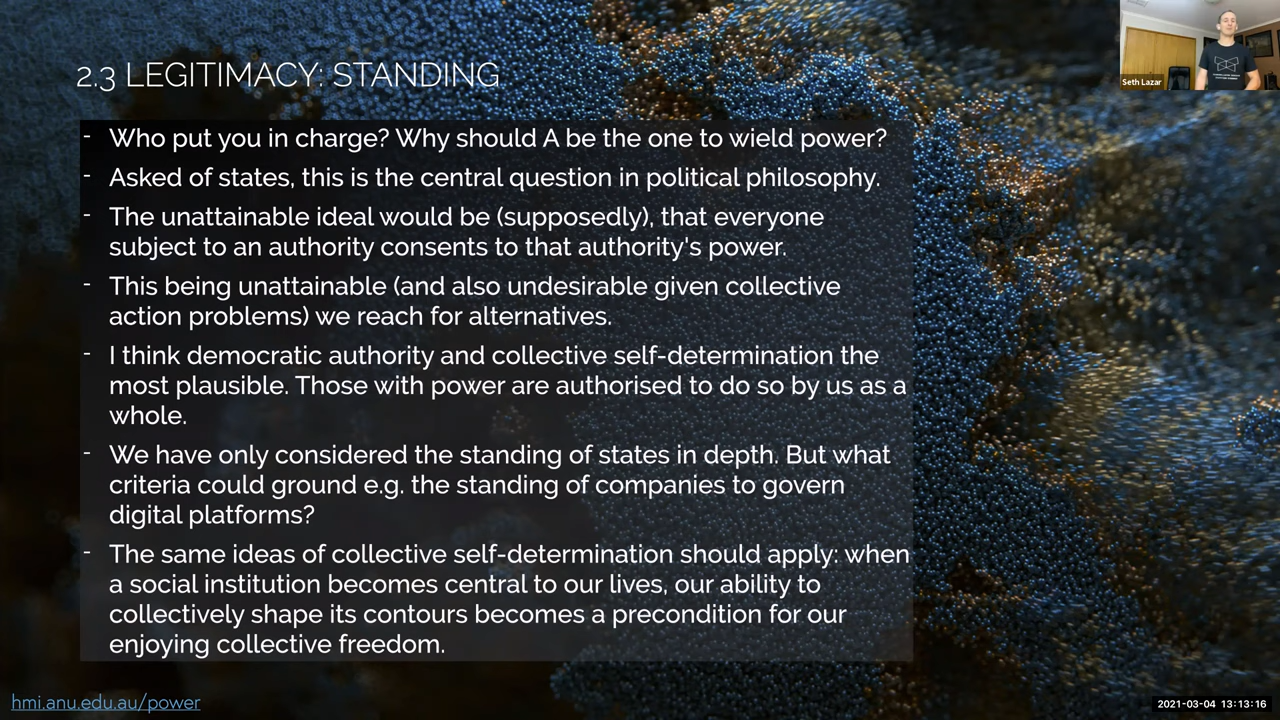 2.3 LEGITIMACY: STANDING
- Who put you in charge? Why should A be the one to wield power?
- Asked of states, this is the central question in political philosophy.
- The unattainable ideal would be (supposedly), that everyone
subject to an authority consents to that authority's power.
- This being unattainable (and also undesirable given collective
action problems) we reach for alternatives.
- I think democratic authority and collective self-determination the
most plausible. Those with power are authorised to do so by us as a
whole.
- We have only considered the standing of states in depth. But what
criteria could ground e.g. the standing of companies to govern
digital platforms?
- The same ideas of collective self-determination should apply: when
a social institution becomes central to our lives, our ability to
collectively shape its contours becomes a precondition for our
enjoying collective freedom.
Seth Lazar
hmi.anu.edu.au/power
2021-03-04 13:13:16